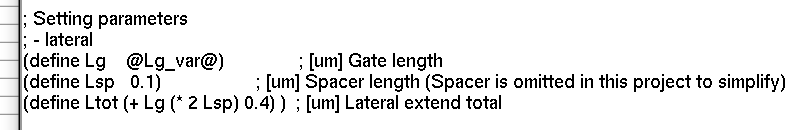 ; Setting parameters
; - lateral
(define Lg    @Lg_var@)                ; [um] Gate length
(define Lsp   0.1)                    ; [um] Spacer length (Spacer is omitted in this project to simplify)
(define Ltot (+ Lg (* 2 Lsp) 0.4) )  ; [um] Lateral extend total